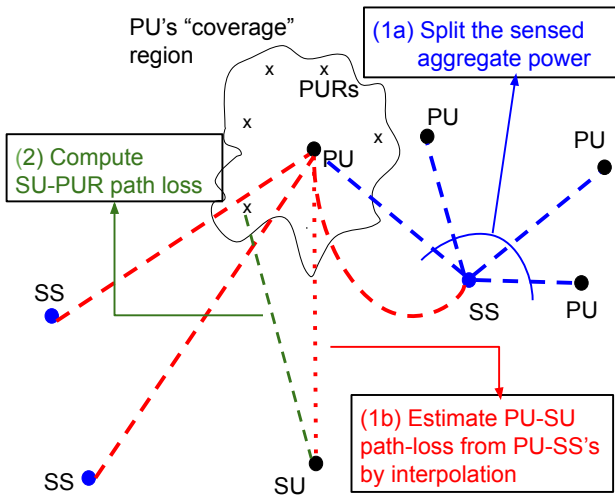 PU's “coverage”
region
(1a) Split the
sensed
aggregate power
x
x
PURs
PU
PU
x
x
PU
(2) Compute
SU-PUR path loss
x
SS
SS
PU
(1b) Estimate PU-SU
path-loss from PU-SS's
by interpolation
SS
SU